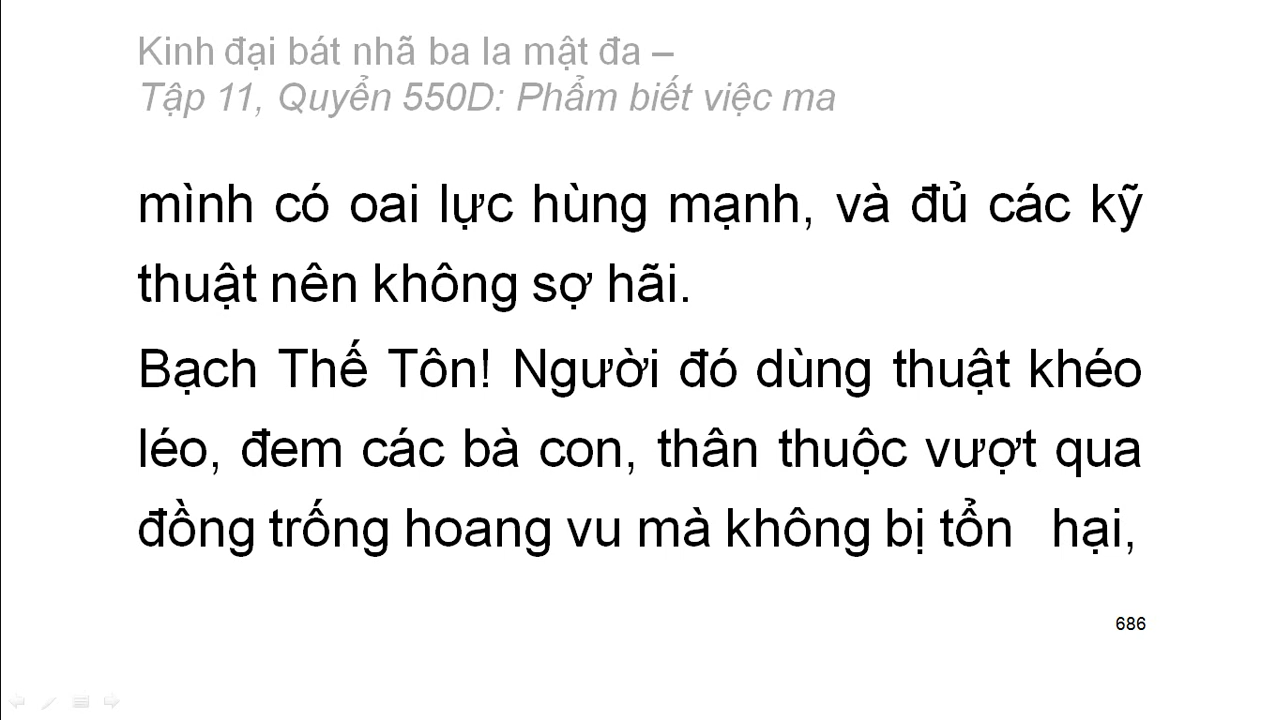 Kinh đại bát nhã ba la mật đa –
Tập 11, Quyển 550D: Phẩm biết việc ma
mình có oai lực hùng mạnh, và đủ các kỹ
thuật nên không sợ hãi.
Bạch Thế Tôn! Người đó dùng thuật khéo
léo, đem các bà con, thân thuộc vượt qua
đồng trống hoang vu mà không bị tổn hại,
686